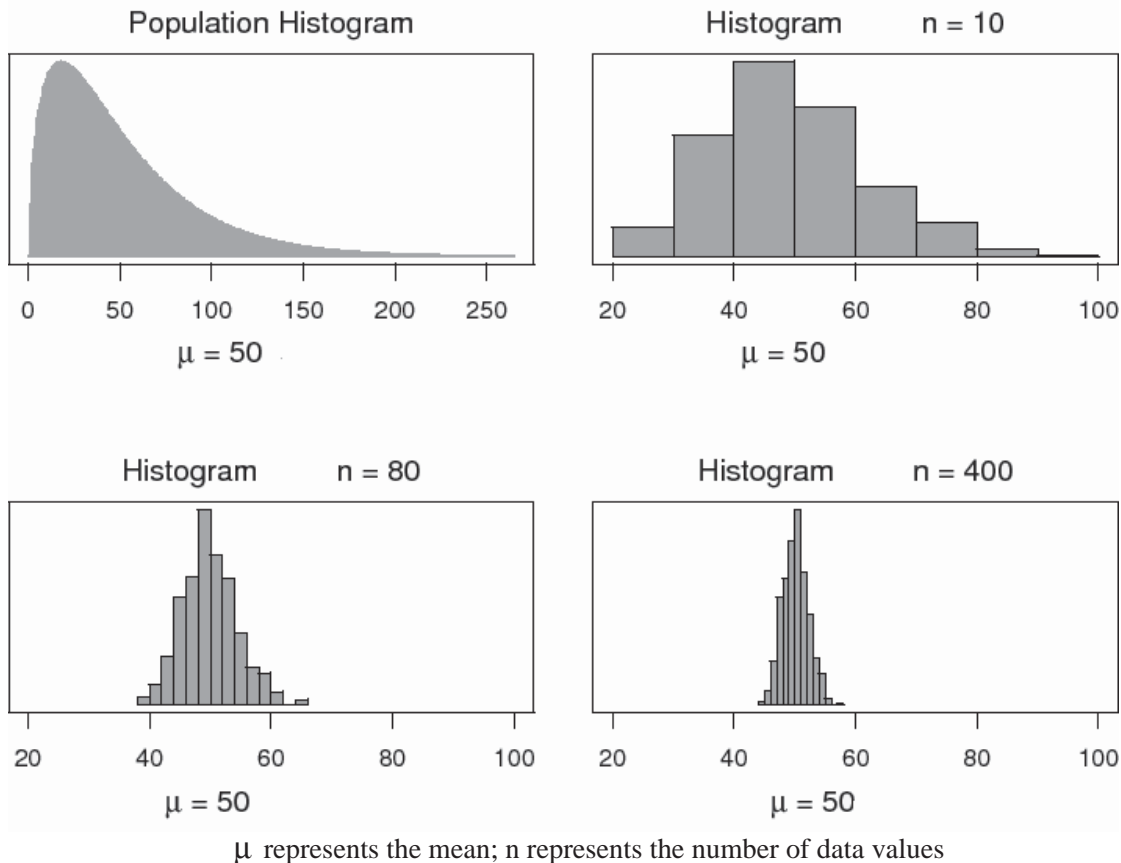 Population Histogram
0 50 100 150 200 250
μ = 50
Histogram n = 10
20 40 60 80 100
μ = 50
Histogram n = 80
20 40 60 80 100
μ = 50
Histogram n = 400
20 40 60 80 100
μ = 50
μ represents the mean; n represents the number of data values